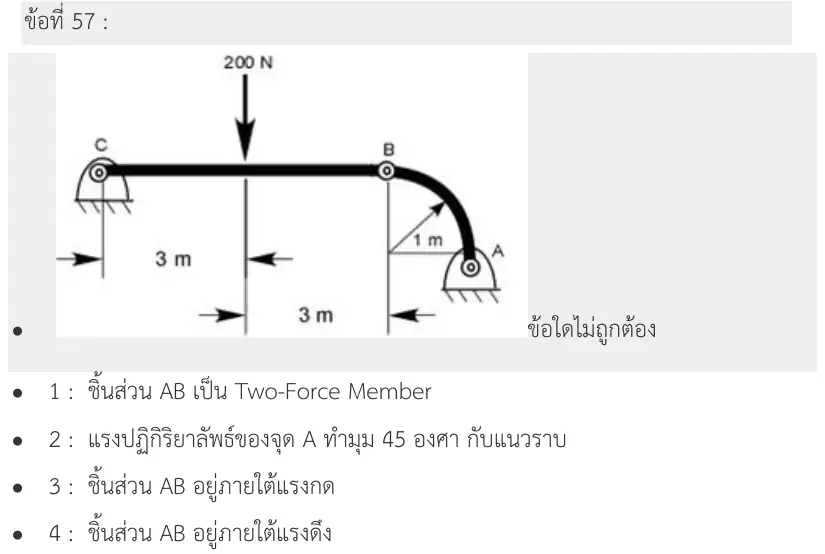 ข้อที่ 57 :
200 N
C
B
1 m
A
3 m
3 m
ข้อใดไม่ถูกต้อง
1 : ชิ้นส่วน AB เป็น Two-Force Member
2 : แรงปฏิกิริยาลัพธ์ของจุด A ทำมุม 45 องศา กับแนวราบ
3 : ชิ้นส่วน AB อยู่ภายใต้แรงกด
4 : ชิ้นส่วน AB อยู่ภายใต้แรงดึง